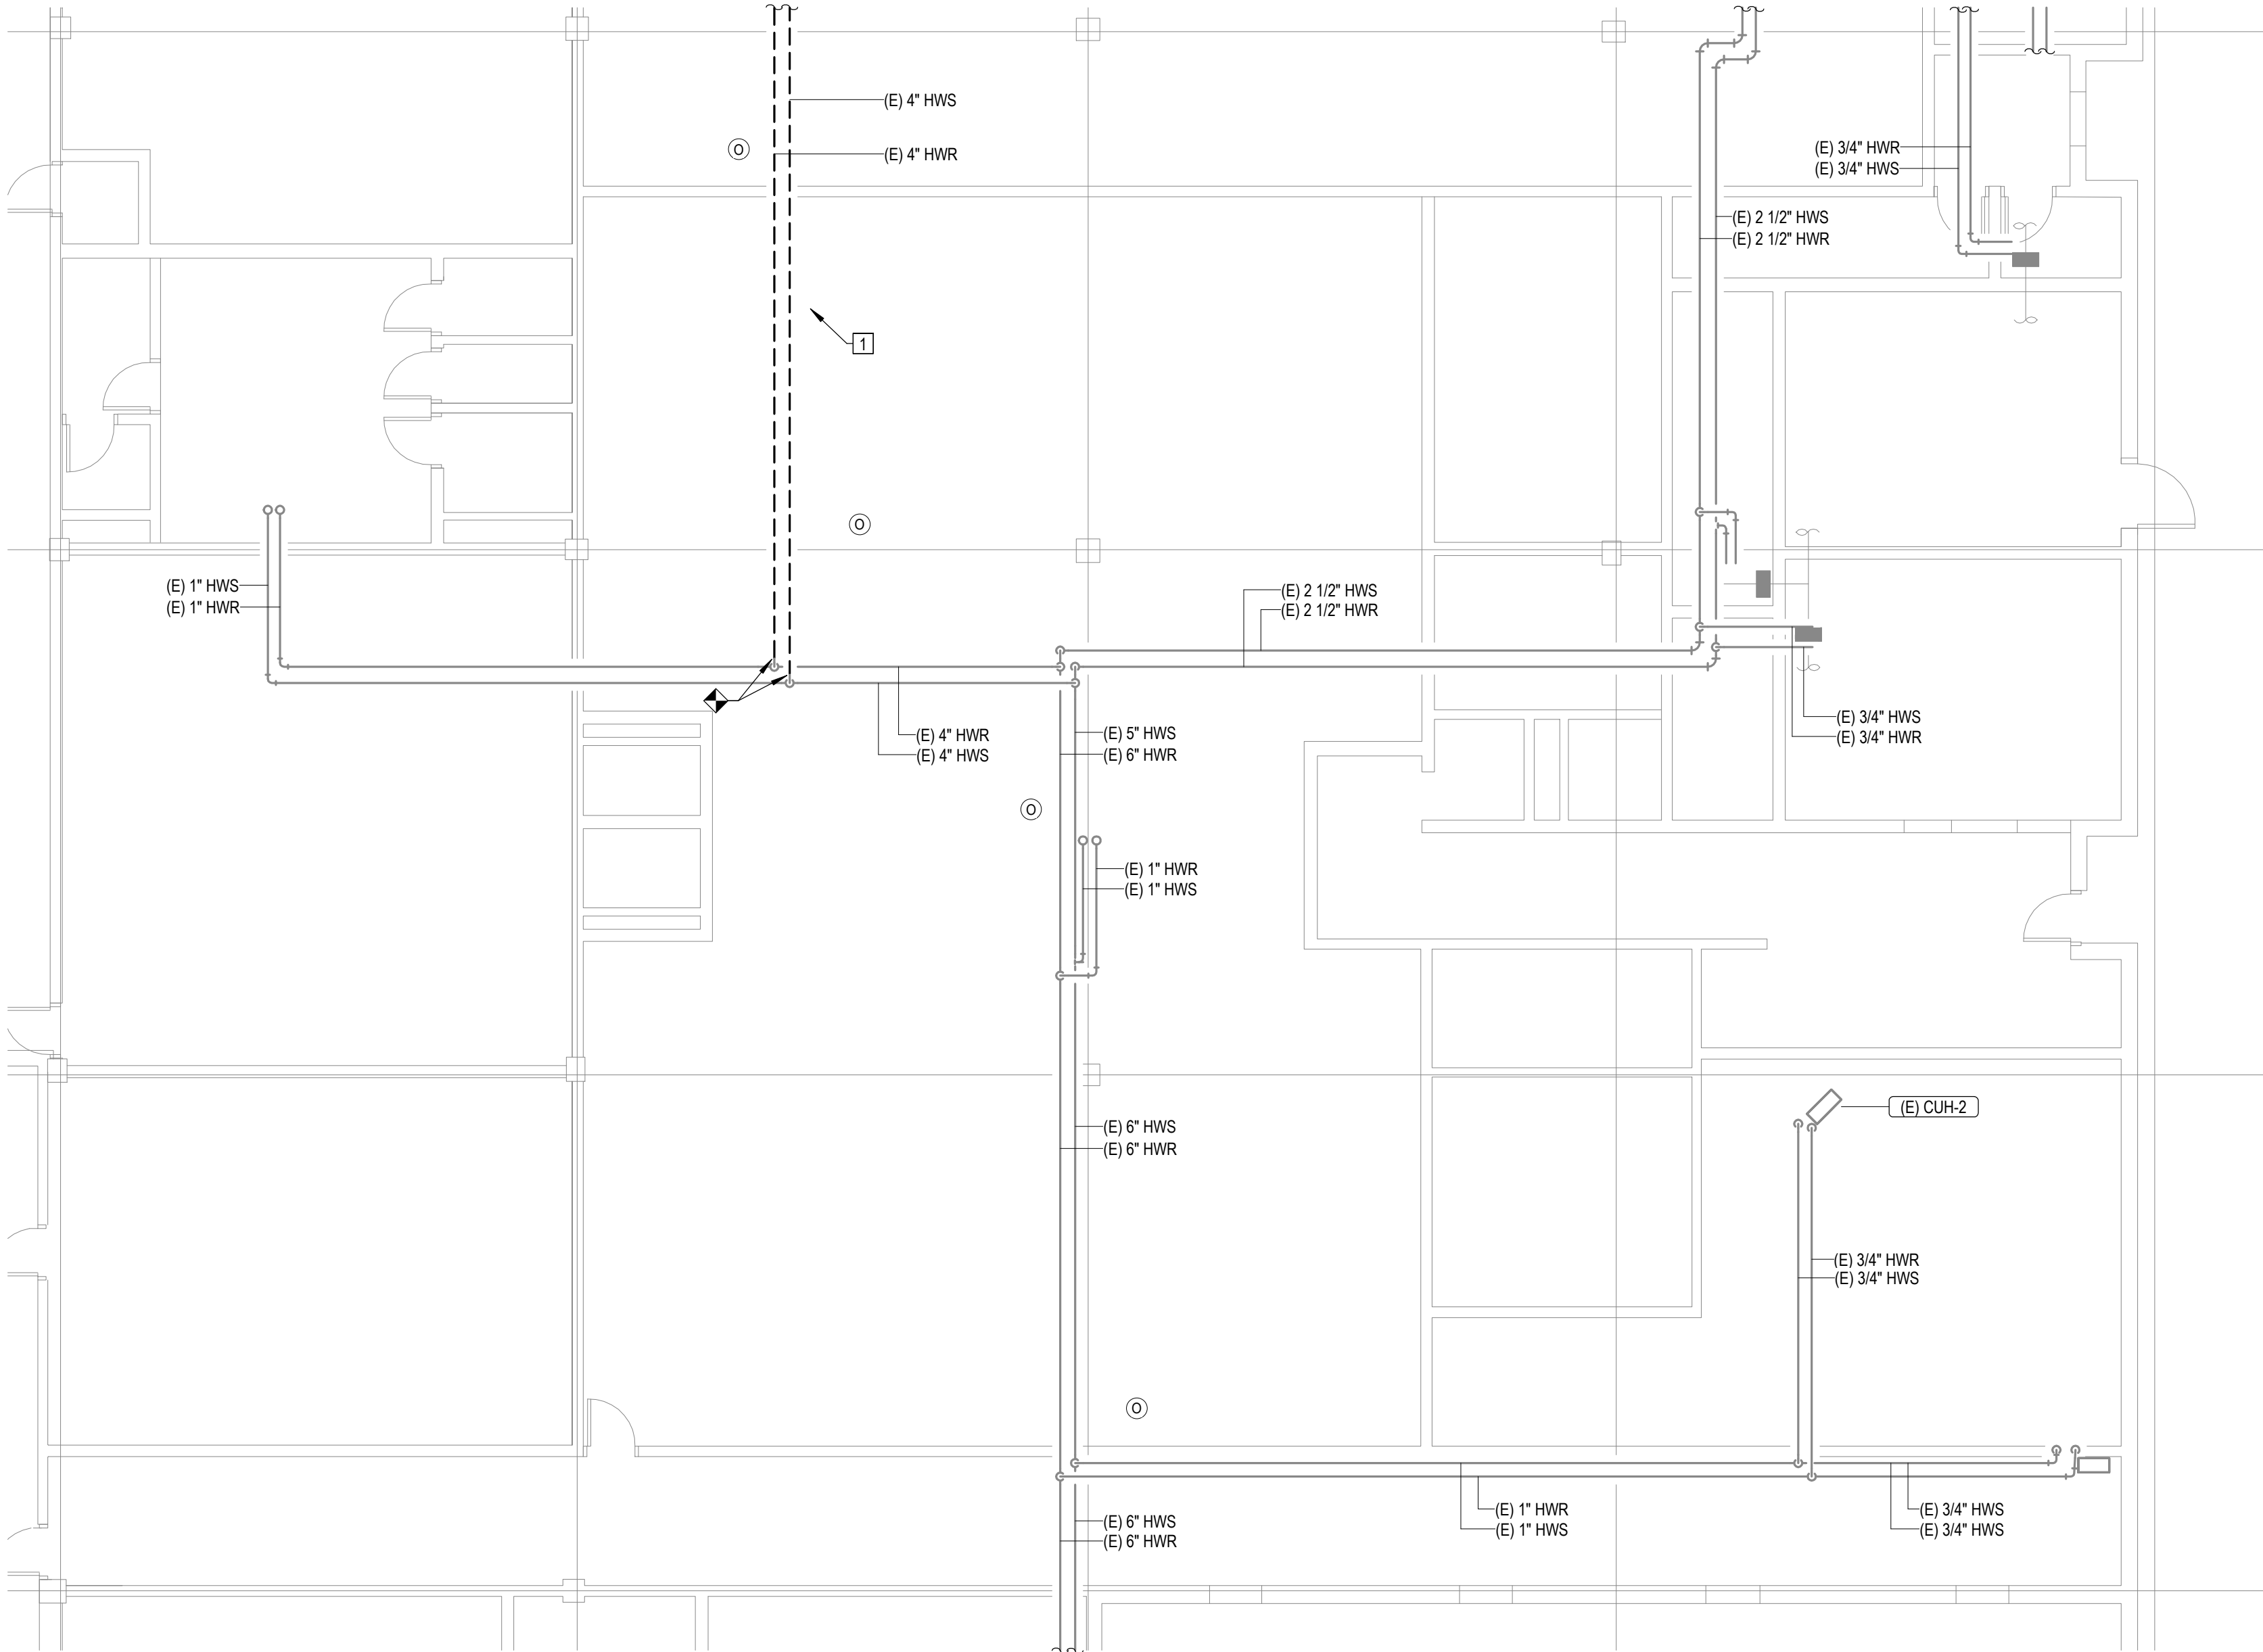 (E) 4" HWS
(E) 4" HWR
O
(E) 3/4" HWR
(E) 3/4" HWS
(E) 2 1/2" HWS
(E) 2 1/2" HWR
1
O
(E) 1" HWS
(E) 1" HWR
(E) 2 1/2" HWS
(E) 2 1/2" HWR
(E) 4" HWR
(E) 4" HWS
(E) 5" HWS
(E) 6" HWR
(E) 3/4" HWS
(E) 3/4" HWR
O
(E) 1" HWR
(E) 1" HWS
(E) CUH-2
(E) 6" HWS
(E) 6" HWR
(E) 3/4" HWR
(E) 3/4" HWS
O
(E) 1" HWR
(E) 1" HWS
(E) 3/4" HWS
(E) 3/4" HWS
(E) 6" HWS
(E) 6" HWR